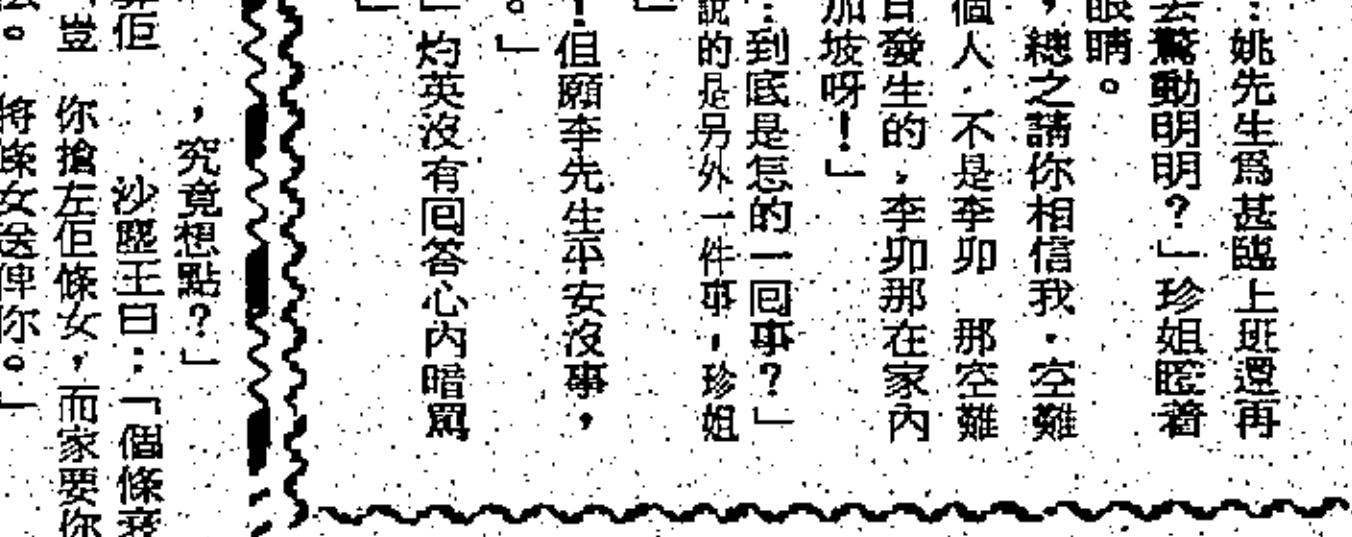 ：姚先生爲甚臨上班還再
去驚動明明？」珍姐瞪着
眼睛。
，總之請你相信我，空難
個人，不是李卯　那空難
日發生的，李卯那在家內
加坡呀！」
：到底是怎的一回事？」
說的是另外一件事，珍姐
」
！但願李先生平安沒事，
。」
」灼英沒有回答心內暗罵
」
，究竟想點？」
沙塵王曰：「個條衰
你搶左佢條女，而家要你
將條女送俾你。」
佢
豈
。